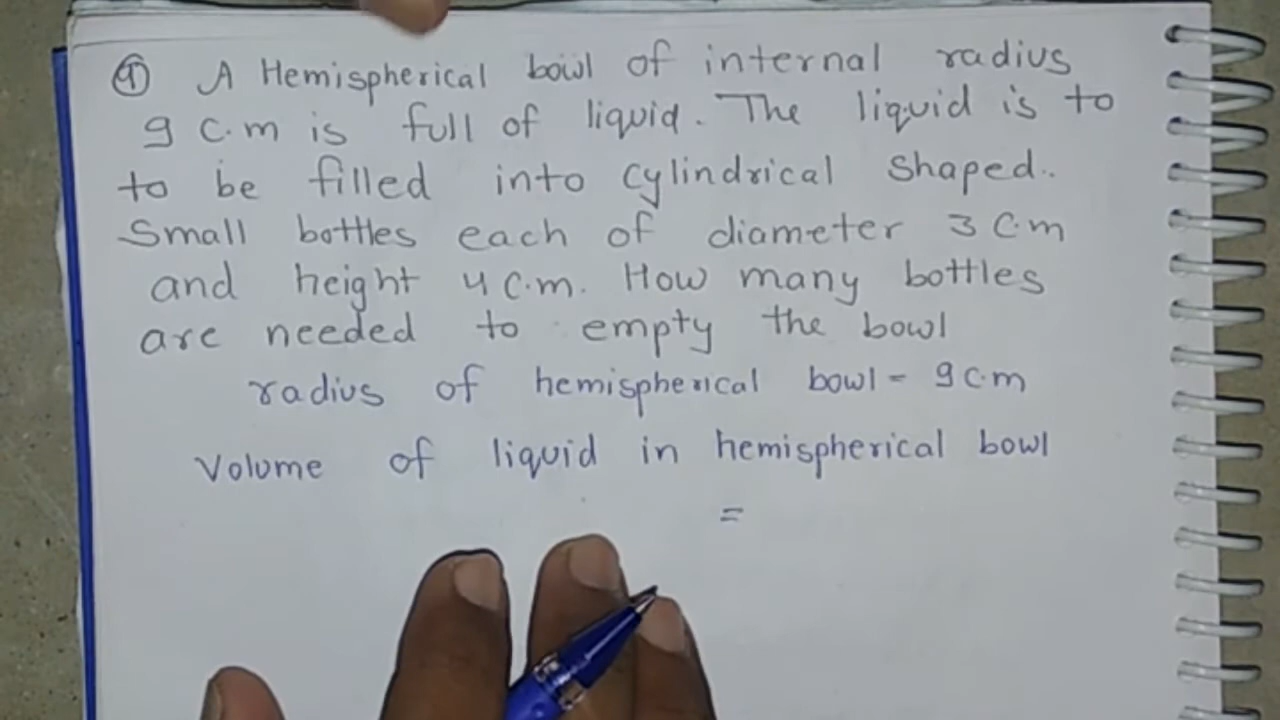 9) A Hemispherical bowl of internal radius
9 c.m is full of liquid. The liquid is to
to be filled into cylindrical shaped..
Small bottles each of diameter 3 c.m
and height 4 c.m. How many bottles
are needed to empty the bowl
radius of hemispherical bowl = 9 c.m
Volume of liquid in hemispherical bowl
=